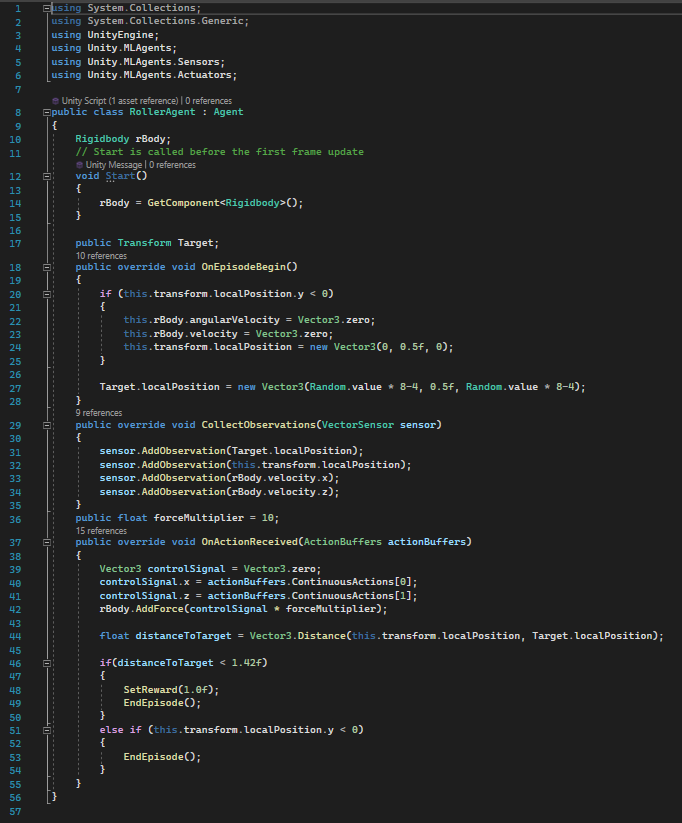 1 using System.Collections;
2 using System.Collections.Generic;
3 using UnityEngine;
4 using Unity.MLAgents;
5 using Unity.MLAgents.Sensors;
6 using Unity.MLAgents.Actuators;
7
Unity Script (1 asset reference) | 0 references
8 public class RollerAgent : Agent
9 {
10 Rigidbody rBody;
11 // Start is called before the first frame update
Unity Message | 0 references
12 void Start()
13 {
14 rBody = GetComponent<Rigidbody>();
15 }
16
17 public Transform Target;
10 references
18 public override void OnEpisodeBegin()
19 {
20 if (this.transform.localPosition.y < 0)
21 {
22 this.rBody.angularVelocity = Vector3.zero;
23 this.rBody.velocity = Vector3.zero;
24 this.transform.localPosition = new Vector3(0, 0.5f, 0);
25 }
26
27 Target.localPosition = new Vector3(Random.value * 8-4, 0.5f, Random.value * 8-4);
28 }
9 references
29 public override void CollectObservations(VectorSensor sensor)
30 {
31 sensor.AddObservation(Target.localPosition);
32 sensor.AddObservation(this.transform.localPosition);
33 sensor.AddObservation(rBody.velocity.x);
34 sensor.AddObservation(rBody.velocity.z);
35 }
36 public float forceMultiplier = 10;
15 references
37 public override void OnActionReceived(ActionBuffers actionBuffers)
38 {
39 Vector3 controlSignal = Vector3.zero;
40 controlSignal.x = actionBuffers.ContinuousActions[0];
41 controlSignal.z = actionBuffers.ContinuousActions[1];
42 rBody.AddForce(controlSignal * forceMultiplier);
43
44 float distanceToTarget = Vector3.Distance(this.transform.localPosition, Target.localPosition);
45
46 if(distanceToTarget < 1.42f)
47 {
48 SetReward(1.0f);
49 EndEpisode();
50 }
51 else if (this.transform.localPosition.y < 0)
52 {
53 EndEpisode();
54 }
55 }
56 }
57